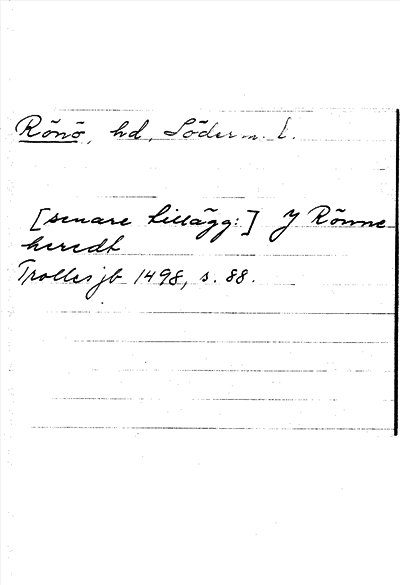 Rönö, hd, Söderm. l.
[senare tillägg:] J Rönne
heredt
Trolles jb 1498, s. 88.